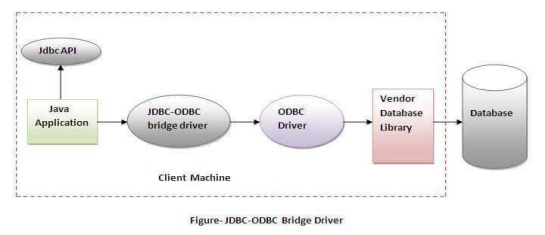 Jdbc API
Java
Application
JDBC-ODBC
bridge driver
ODBC
Driver
Vendor
Database
Library
Database
Client Machine
Figure- JDBC-ODBC Bridge Driver